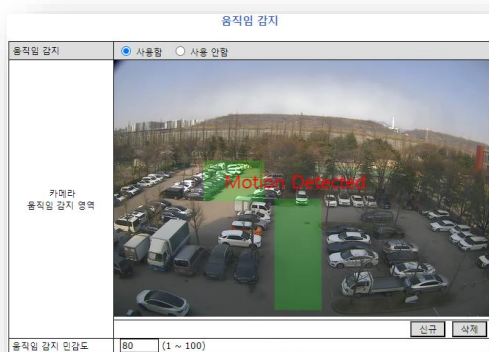 움직임 감지
움직임 감지
사용함 사용 안함
Motion Detected
카메라
움직임 감지 영역
신규 삭제
움직임 감지 민감도
80 (1 ~ 100)